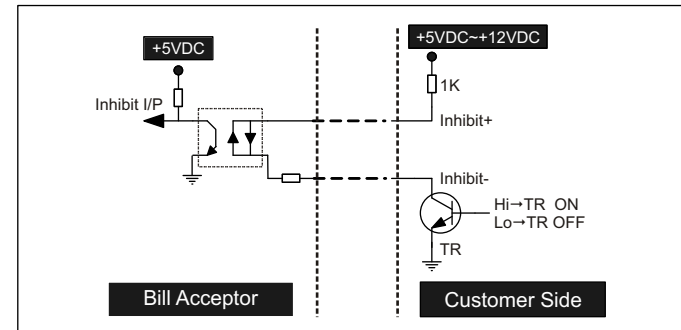 +5VDC
+5VDC~+12VDC
1K
Inhibit I/P
Inhibit+
Inhibit-
Hi→TR ON
Lo→TR OFF
TR
Bill Acceptor
Customer Side